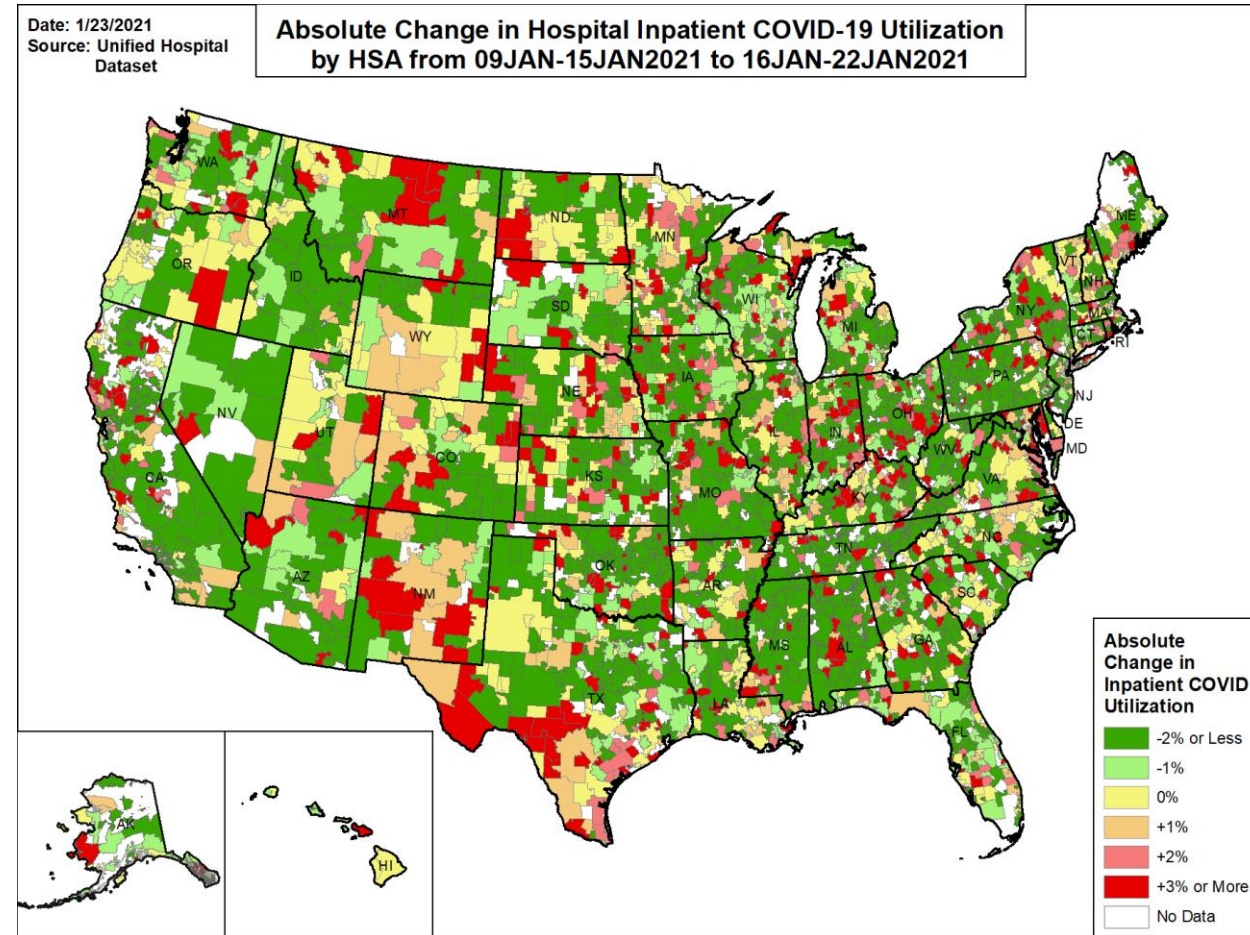 Date: 1/23/2021
Source: Unified Hospital
Dataset
Absolute Change in Hospital Inpatient COVID-19 Utilization
by HSA from 09JAN-15JAN2021 to 16JAN-22JAN2021
WA
MT
ND
MN
ME
OR
ID
SD
WI
VT
NH
WY
MI
NY
MA
CT
RI
NV
UT
NE
IA
PA
NJ
CO
IL
IN
OH
DE
CA
KS
MO
WV
MD
KY
VA
AZ
NM
OK
AR
TN
NC
MS
AL
GA
SC
TX
LA
FL
AK
HI
Absolute
Change in
Inpatient COVID
Utilization
-2% or Less
-1%
0%
+1%
+2%
+3% or More
No Data